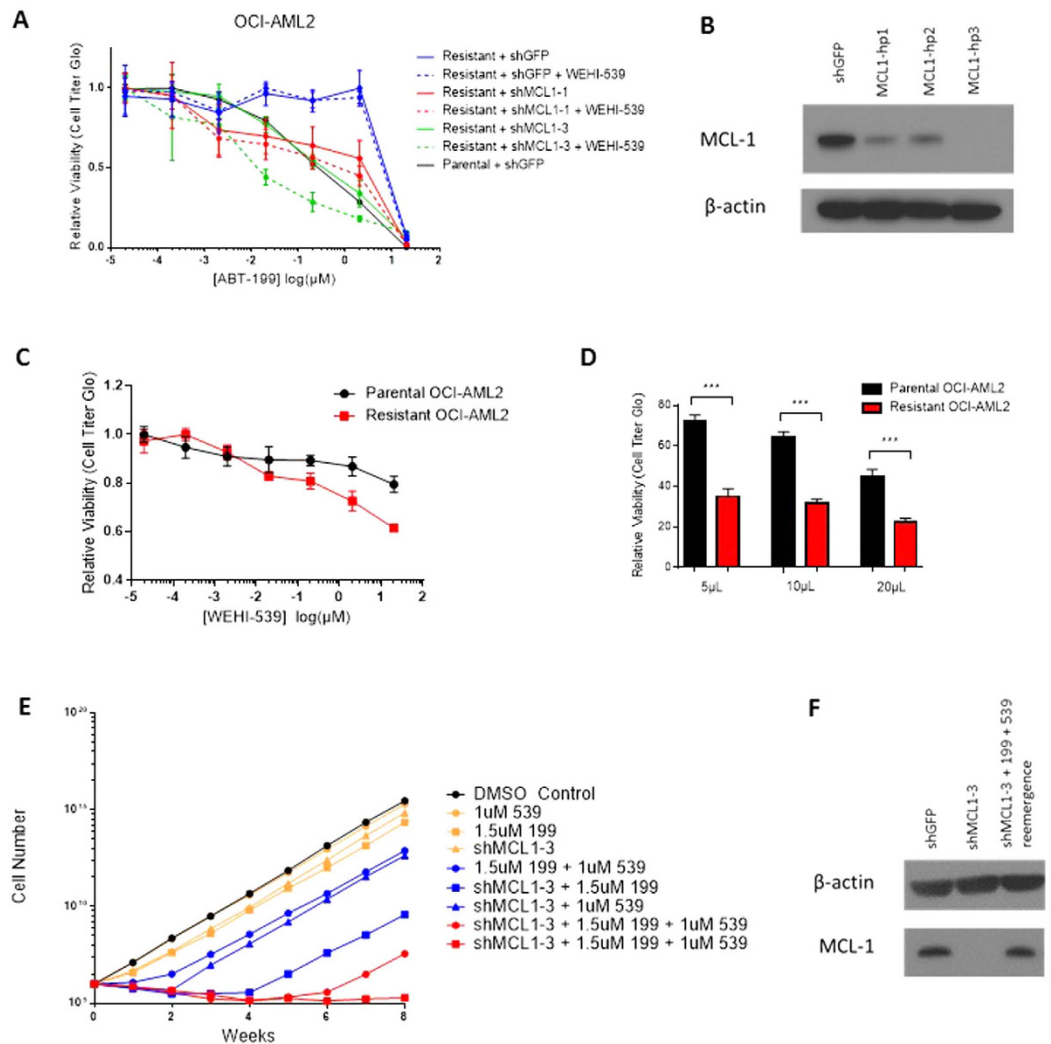 A
OCI-AML2
Relative Viability (Cell Titer Glo)
1.0
0.5
0.0
-5 -4 -3 -2 -1 0 1 2
[ABT-199] log(µM)
Resistant + shGFP
Resistant + shGFP + WEHI-539
Resistant + shMCL1-1
Resistant + shMCL1-1 + WEHI-539
Resistant + shMCL1-3
Resistant + shMCL1-3 + WEHI-539
Parental + shGFP
B
shGFP
MCL1-hp1
MCL1-hp2
MCL1-hp3
MCL-1
β-actin
C
Relative Viability (Cell Titer Glo)
1.2
1.0
0.8
0.6
0.4
-5 -4 -3 -2 -1 0 1 2
[WEHI-539] log(µM)
Parental OCI-AML2
Resistant OCI-AML2
D
Relative Viability (Cell Titer Glo)
80
60
40
20
0
***
***
***
5µL 10µL 20µL
Parental OCI-AML2
Resistant OCI-AML2
E
Cell Number
10^20
10^15
10^10
10^5
0 2 4 6 8
Weeks
DMSO Control
1uM 539
1.5uM 199
shMCL1-3
1.5uM 199 + 1uM 539
shMCL1-3 + 1.5uM 199
shMCL1-3 + 1uM 539
shMCL1-3 + 1.5uM 199 + 1uM 539
shMCL1-3 + 1.5uM 199 + 1uM 539
F
shGFP
shMCL1-3
shMCL1-3 + 199 + 539
reemergence
β-actin
MCL-1